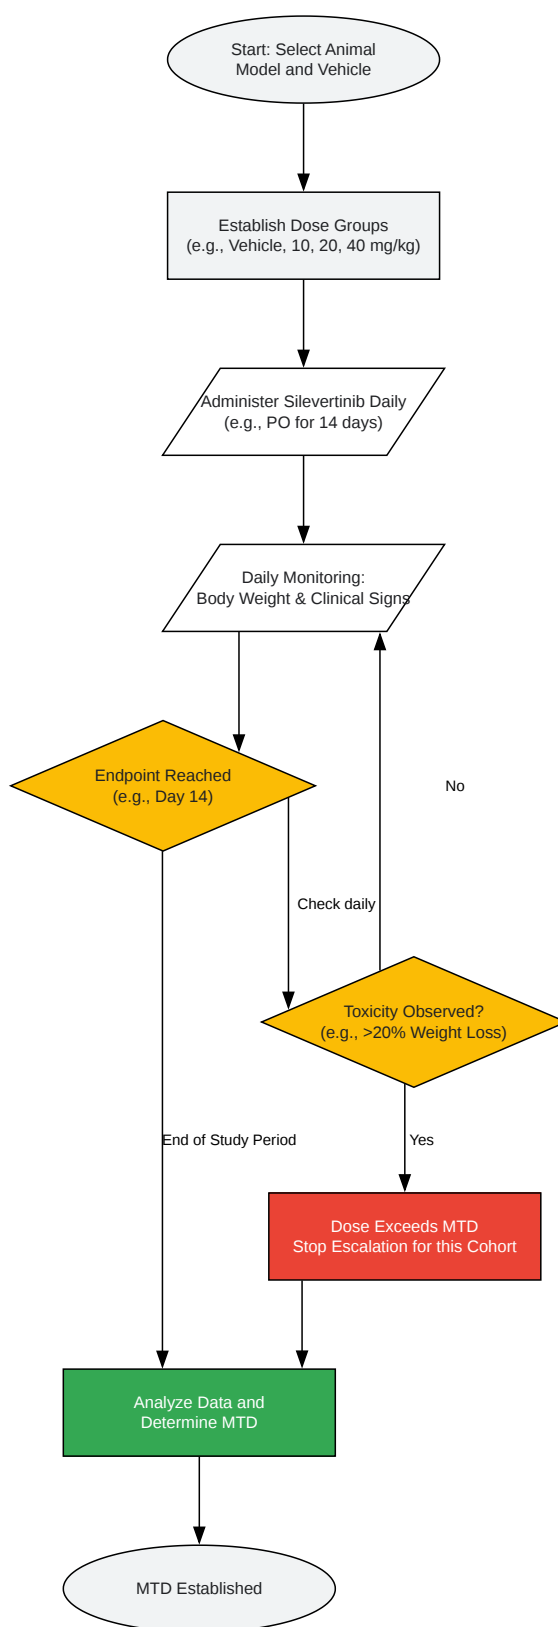 Start: Select Animal
Model and Vehicle
Establish Dose Groups
(e.g., Vehicle, 10, 20, 40 mg/kg)
Administer Silevertinib Daily
(e.g., PO for 14 days)
Daily Monitoring:
Body Weight & Clinical Signs
Endpoint Reached
(e.g., Day 14)
No
Check daily
Toxicity Observed?
(e.g., >20% Weight Loss)
End of Study Period
Yes
Dose Exceeds MTD
Stop Escalation for this Cohort
Analyze Data and
Determine MTD
MTD Established